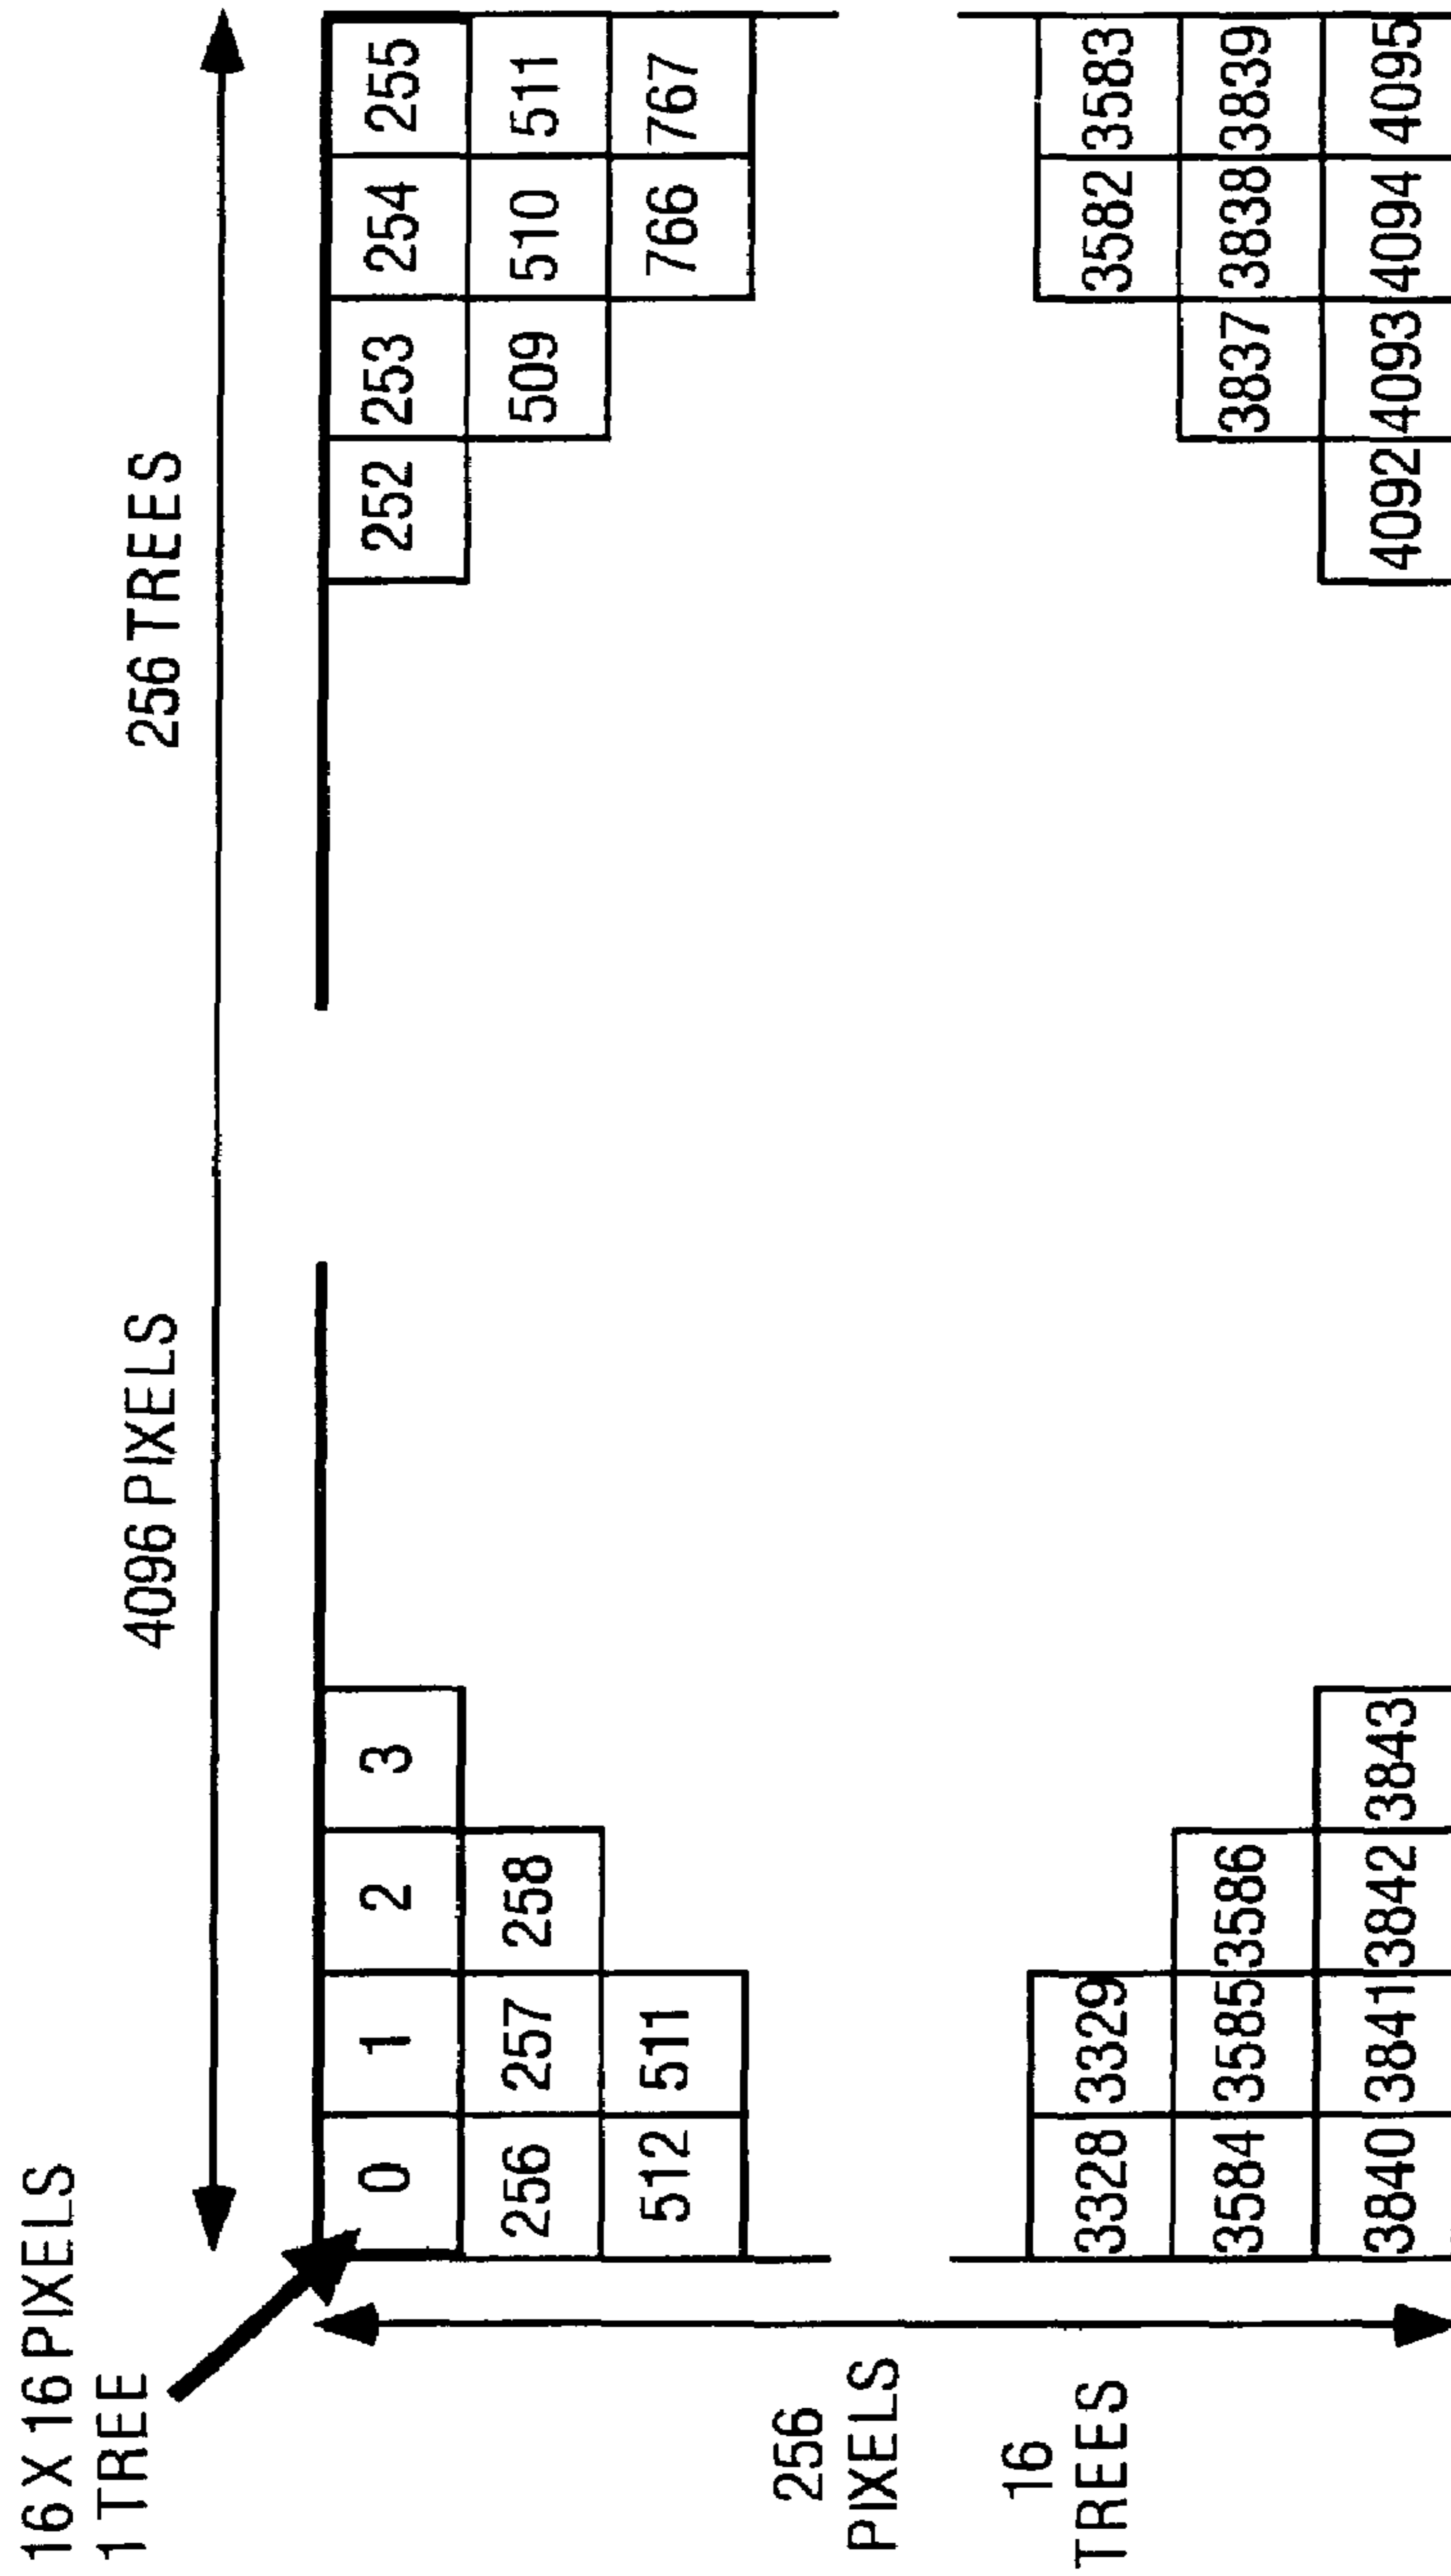 16 X 16 PIXELS
1 TREE
4096 PIXELS
256 TREES
0 1 2 3
252 253 254 255
256 257 258
509 510 511
512 511
766 767
256
PIXELS
16
TREES
3328 3329
3582 3583
3584 3585 3586
3837 3838 3839
3840 3841 3842 3843
4092 4093 4094 4095